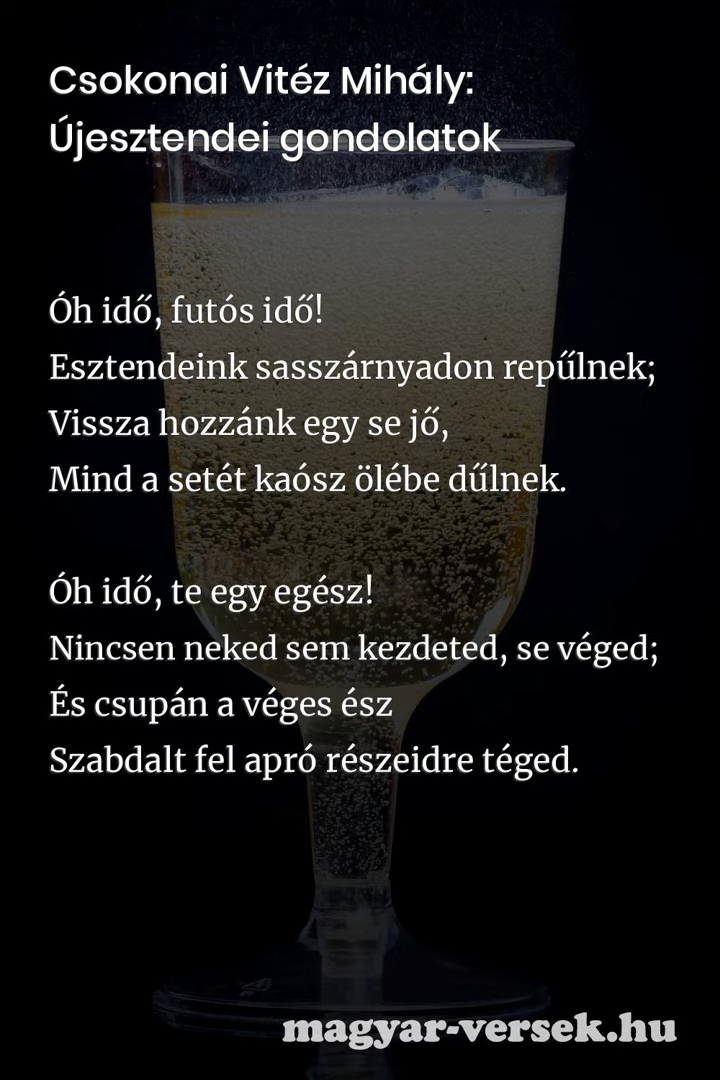 Csokonai Vitéz Mihály:
Újesztendei gondolatok
Óh idő, futós idő!
Esztendeink sasszárnyadon repűlnek;
Vissza hozzánk egy se jő,
Mind a setét kaósz ölébe dűlnek.
Óh idő, te egy egész!
Nincsen neked sem kezdeted, se véged;
És csupán a véges ész
Szabdalt fel apró részeidre téged.
magyar-versek.hu